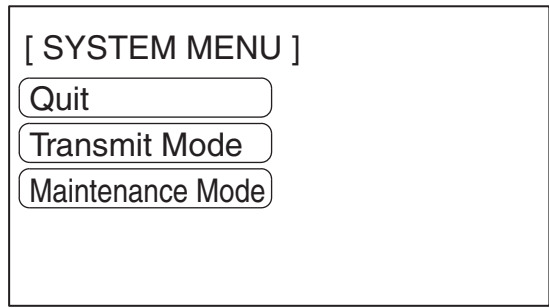 [ SYSTEM MENU ]
Quit
Transmit Mode
Maintenance Mode